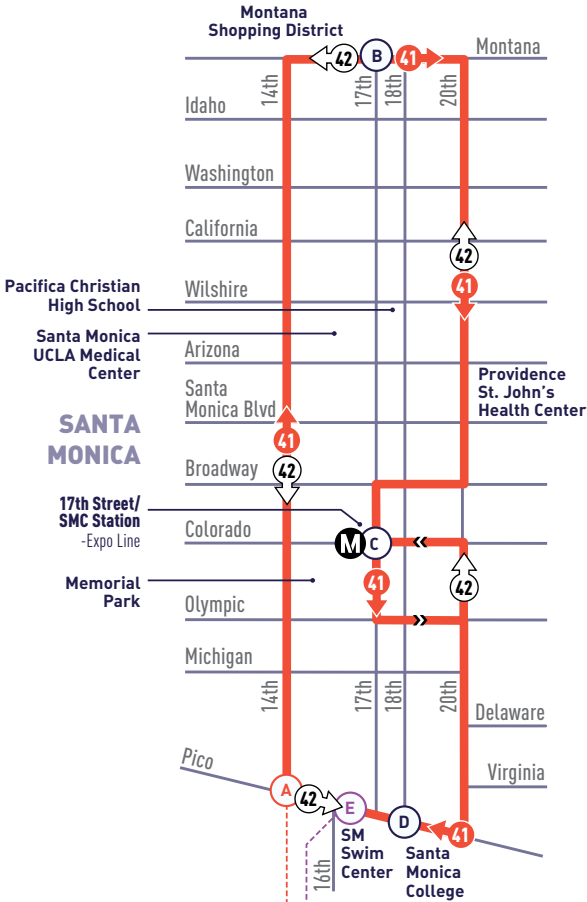 Montana
Shopping District
42
B
41
Montana
14th
17th
18th
20th
Idaho
Washington
California
42
Pacifica Christian
High School
Wilshire
41
Santa Monica
UCLA Medical
Center
Arizona
Providence
St. John's
Health Center
Santa
Monica Blvd
SANTA
MONICA
41
42
Broadway
17th Street/
SMC Station
-Expo Line
Colorado
M
C
«
Memorial
Park
41
42
Olympic
»
Michigan
14th
17th
18th
20th
Delaware
Pico
Virginia
A
42
E
D
41
SM
Swim
Center
16th
Santa
Monica
College